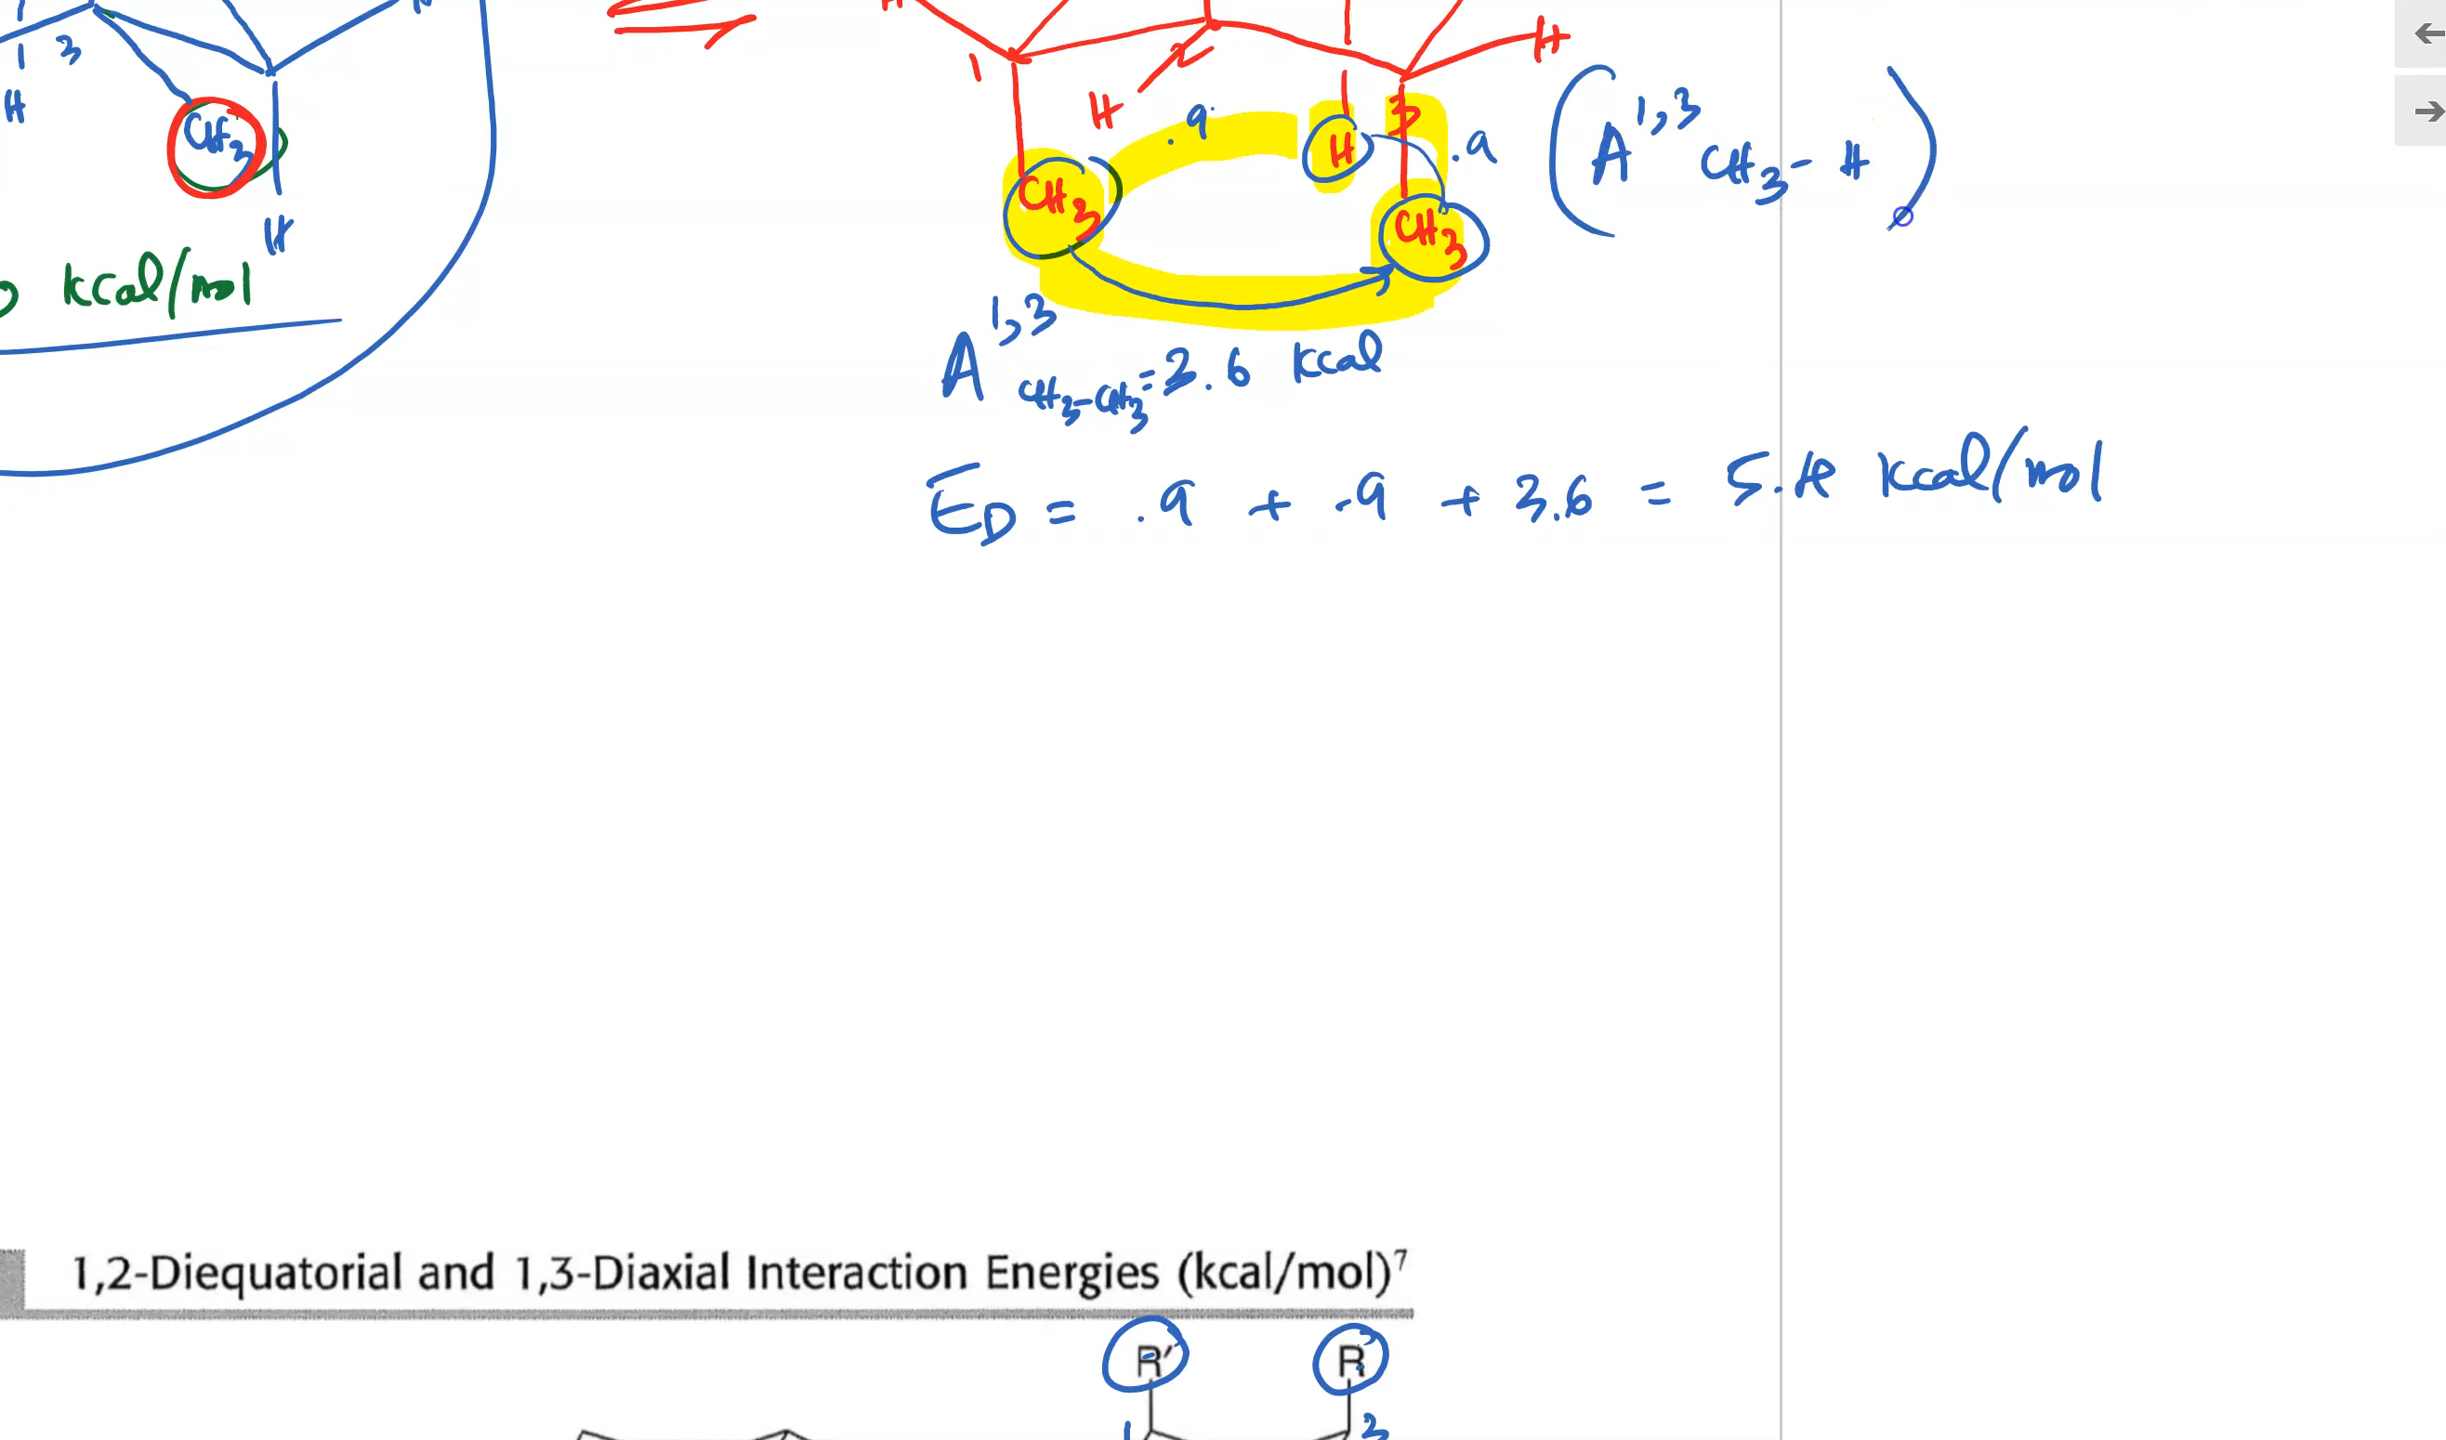 1 3
H
CH3
H
kcal/mol
1
2
H
H
3
.9
H
.9
CH3
CH3
(A1,3 CH3-H)
A1,3 CH3-CH3 = 3.6 kcal
ED = .9 + .9 + 3.6 = 5.4 kcal/mol
1,2-Diequatorial and 1,3-Diaxial Interaction Energies (kcal/mol)7
R′ R
1 3